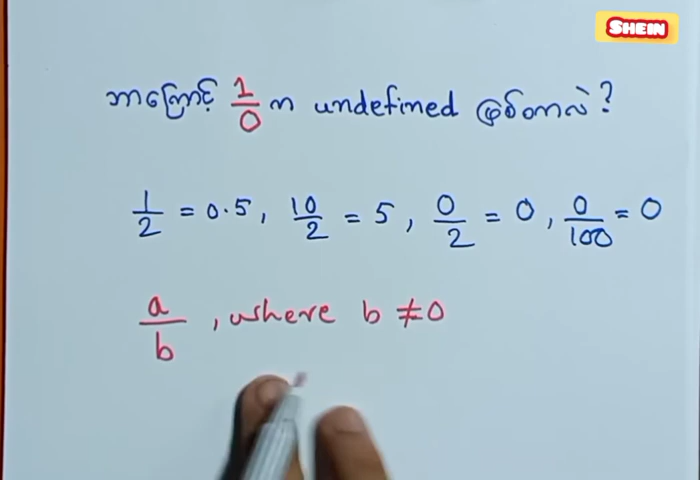 SHEIN
ဘာကြောင့် 1/0 က undefined ဖြစ်တာလဲ?
1/2 = 0.5, 10/2 = 5, 0/2 = 0, 0/100 = 0
a/b, where b ≠ 0